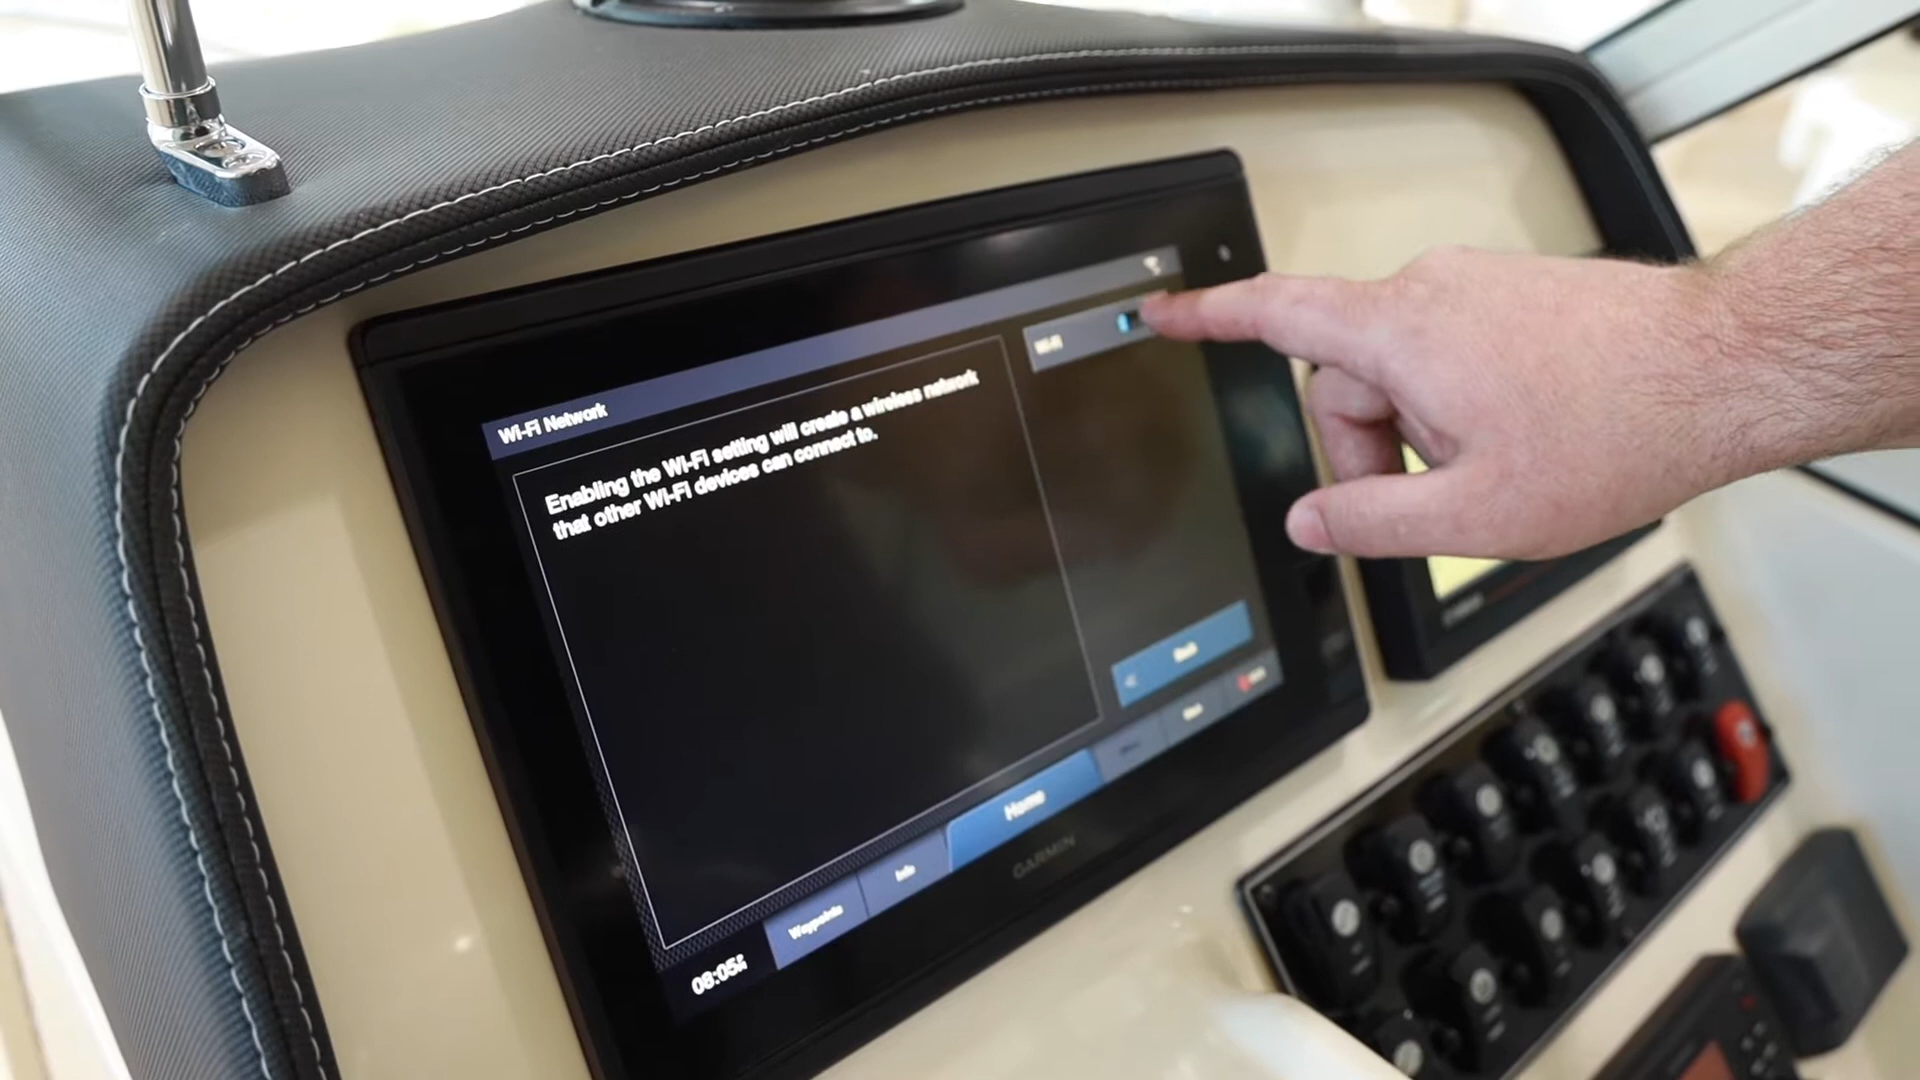 Wi-Fi Network
Wi-Fi
Enabling the Wi-Fi setting will create a wireless network
that other Wi-Fi devices can connect to.
Back
Waypoints
Info
Home
08:05
GARMIN